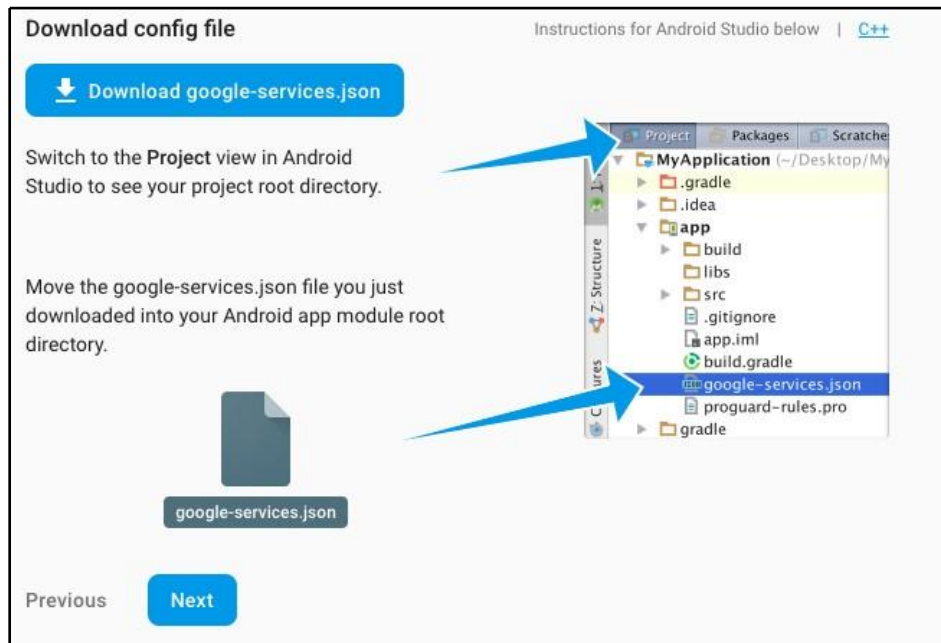 Download config file
Instructions for Android Studio below | C++
Download google-services.json
Switch to the Project view in Android
Studio to see your project root directory.
Move the google-services.json file you just
downloaded into your Android app module root
directory.
google-services.json
Previous
Next
Project Packages Scratche
MyApplication (~/Desktop/My
.gradle
.idea
app
build
libs
src
.gitignore
app.iml
build.gradle
google-services.json
proguard-rules.pro
gradle
1:
Z: Structure
C
ures